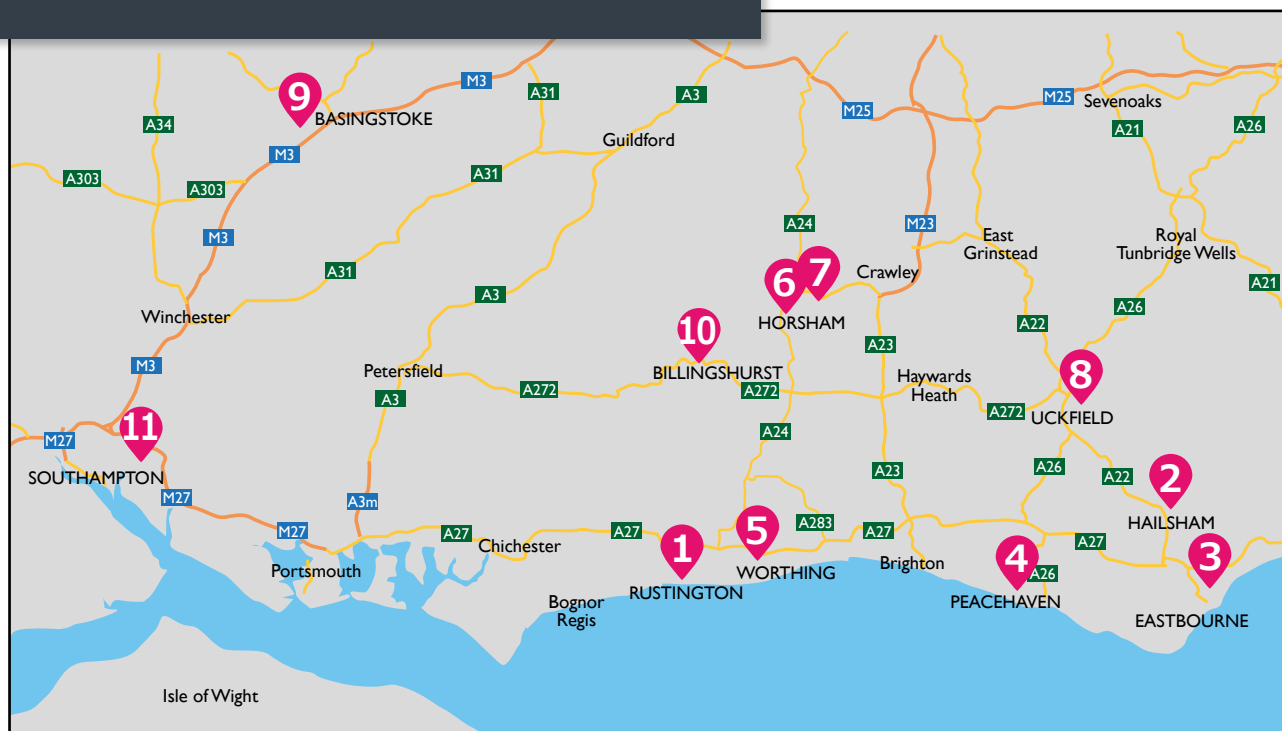 M3
A31
A3
9
BASINGSTOKE
M25
M25
Sevenoaks
A34
A21
A26
Guildford
M3
A31
A303
A303
A24
M23
M3
East
Grinstead
Royal
Tunbridge Wells
A31
6
7
Crawley
A21
A3
A26
Winchester
HORSHAM
A22
10
A23
M3
Petersfield
BILLINGSHURST
8
Haywards
Heath
A272
A272
A3
A272
UCKFIELD
11
M27
A24
SOUTHAMPTON
A23
A26
A22
2
M27
A3m
HAILSHAM
M27
A27
A27
A283
A27
5
1
Chichester
A27
3
4
Portsmouth
WORTHING
Brighton
A26
RUSTINGTON
PEACEHAVEN
Bognor
Regis
EASTBOURNE
Isle of Wight